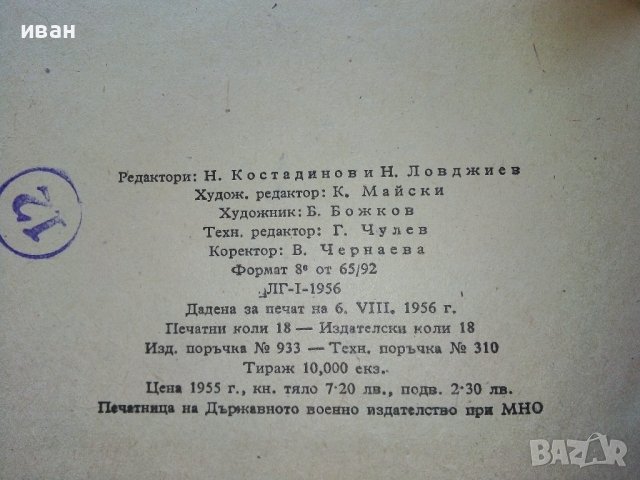 иван
Редактори: Н. Костадинов и Н. Ловджиев
Худож. редактор: К. Майски
Художник: Б. Божков
Техн. редактор: Г. Чулев
Коректор: В. Чернаева
Формат 8° от 65/92
ЛГ-I-1956
Дадена за печат на 6. VIII. 1956 г.
Печатни коли 18 — Издателски коли 18
Изд. поръчка № 933 — Техн. поръчка № 310
Тираж 10,000 екз.
Цена 1955 г., кн. тяло 7·20 лв., подв. 2·30 лв.
Печатница на Държавното военно издателство при МНО
12
BAZAR